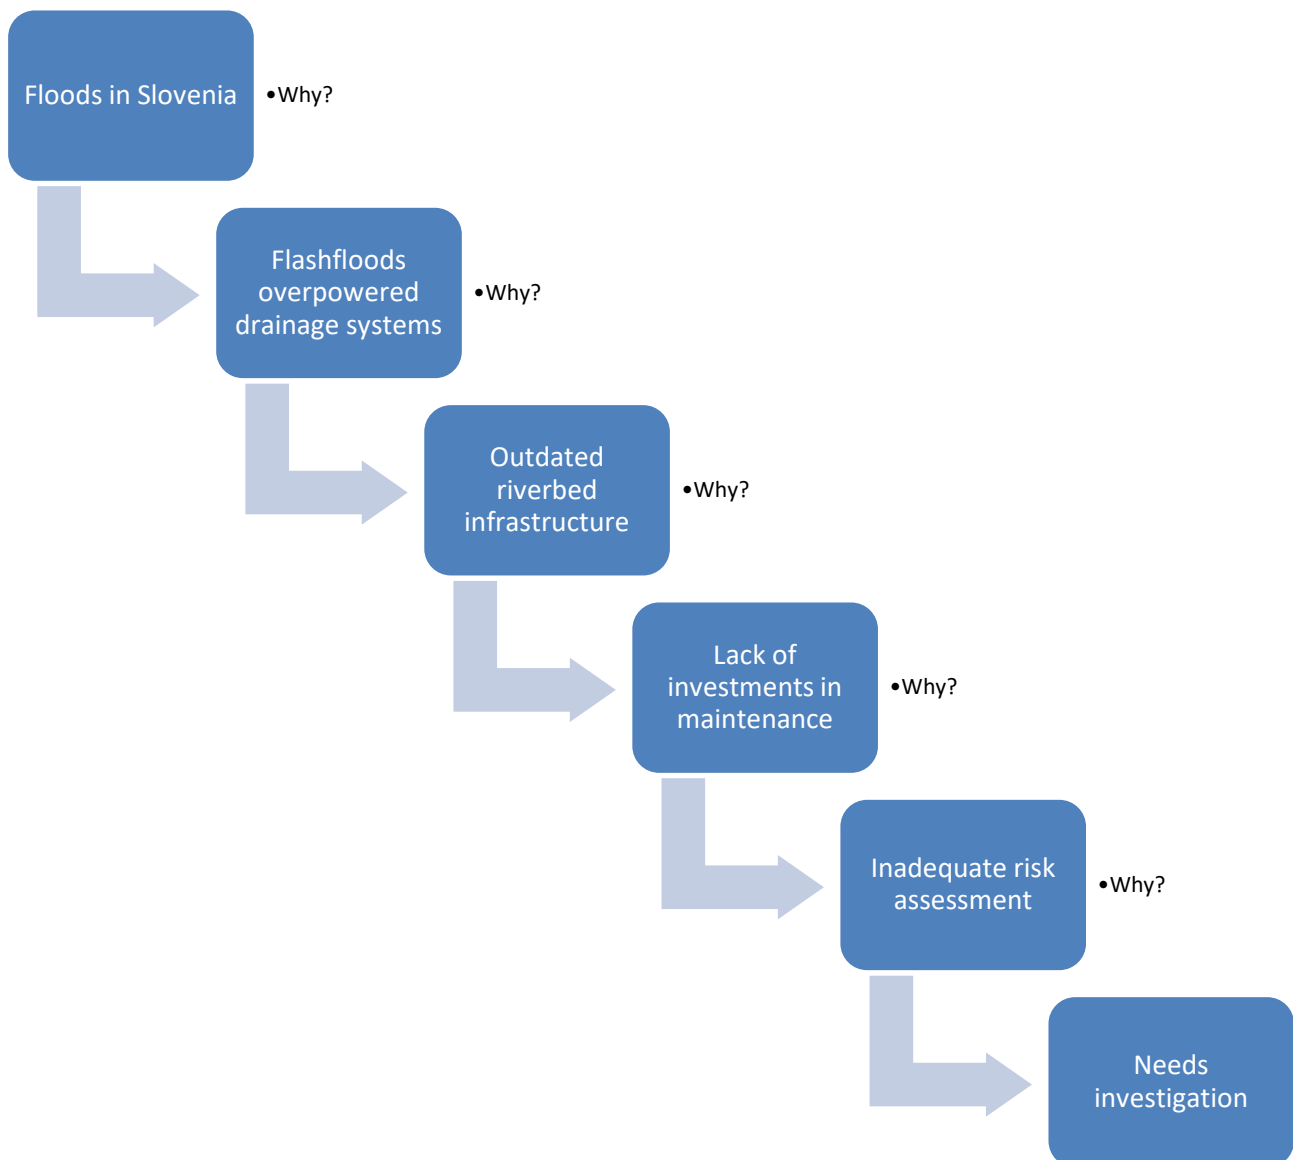 Floods in Slovenia
•Why?
Flashfloods
overpowered
drainage systems
•Why?
Outdated
riverbed
infrastructure
•Why?
Lack of
investments in
maintenance
•Why?
Inadequate risk
assessment
•Why?
Needs
investigation